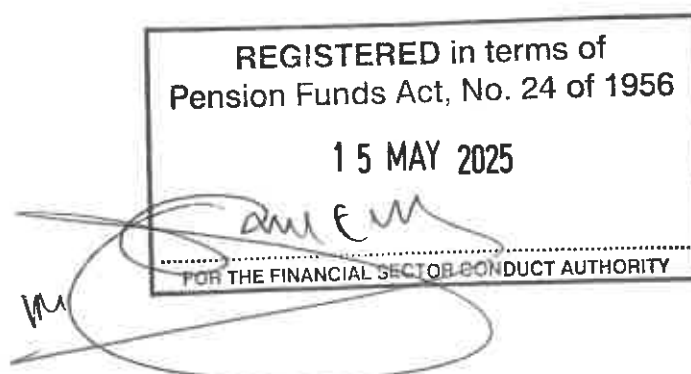 REGISTERED in terms of
Pension Funds Act, No. 24 of 1956
15 MAY 2025
FOR THE FINANCIAL SECTOR CONDUCT AUTHORITY